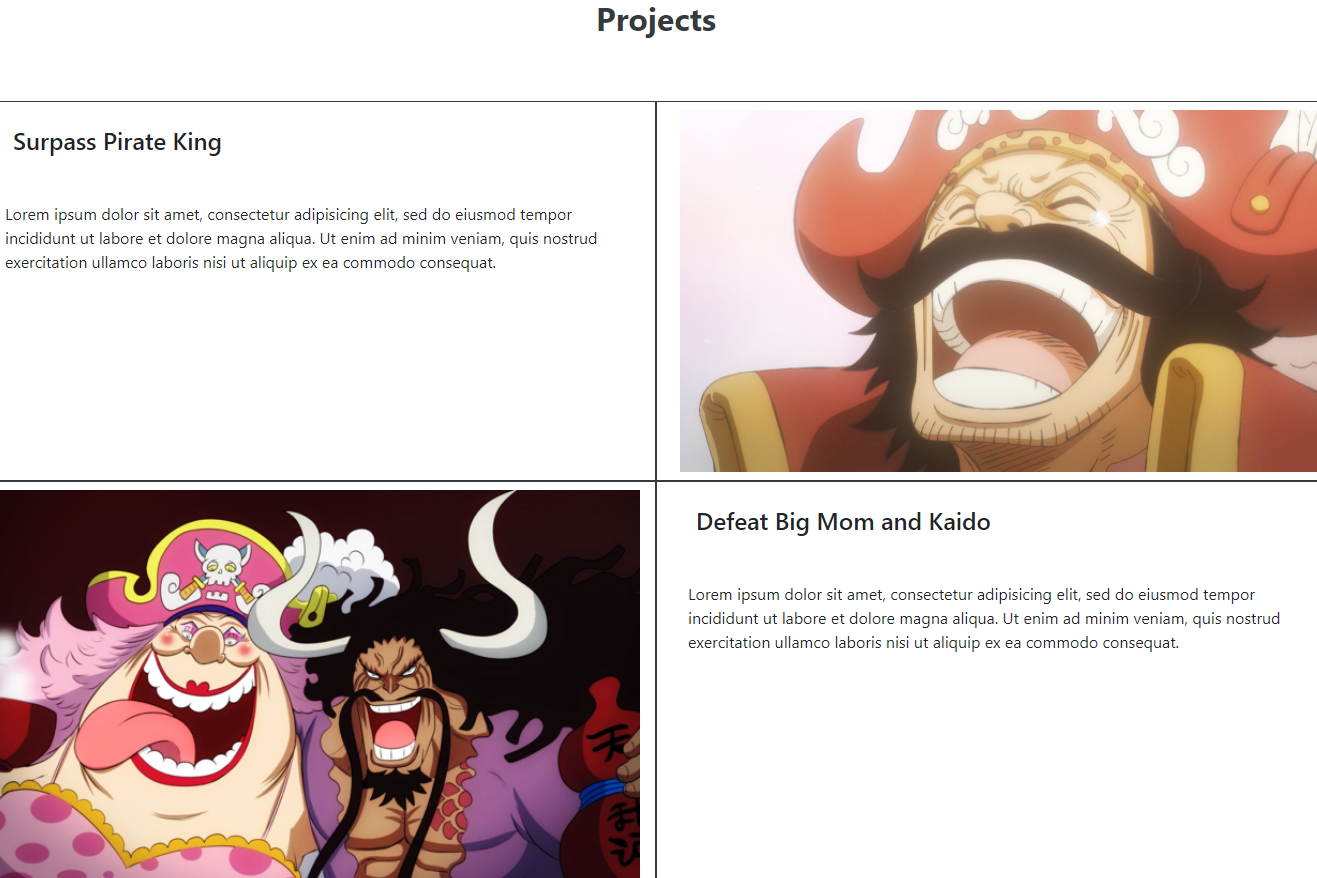 Projects
Surpass Pirate King
Lorem ipsum dolor sit amet, consectetur adipisicing elit, sed do eiusmod tempor
incididunt ut labore et dolore magna aliqua. Ut enim ad minim veniam, quis nostrud
exercitation ullamco laboris nisi ut aliquip ex ea commodo consequat.
Defeat Big Mom and Kaido
Lorem ipsum dolor sit amet, consectetur adipisicing elit, sed do eiusmod tempor
incididunt ut labore et dolore magna aliqua. Ut enim ad minim veniam, quis nostrud
exercitation ullamco laboris nisi ut aliquip ex ea commodo consequat.
天